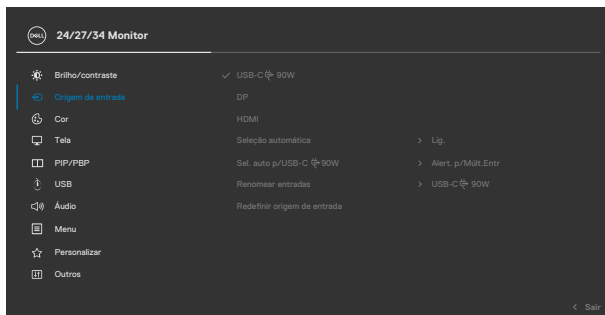 DELL 24/27/34 Monitor
Brilho/contraste ✓ USB-C 90W
Origem de entrada DP
Cor HDMI
Tela Seleção automática > Lig.
PIP/PBP Sel. auto p/USB-C 90W > Alert. p/Múlt.Entr
USB Renomear entradas > USB-C 90W
Áudio Redefinir origem de entrada
Menu
Personalizar
Outros
< Sair